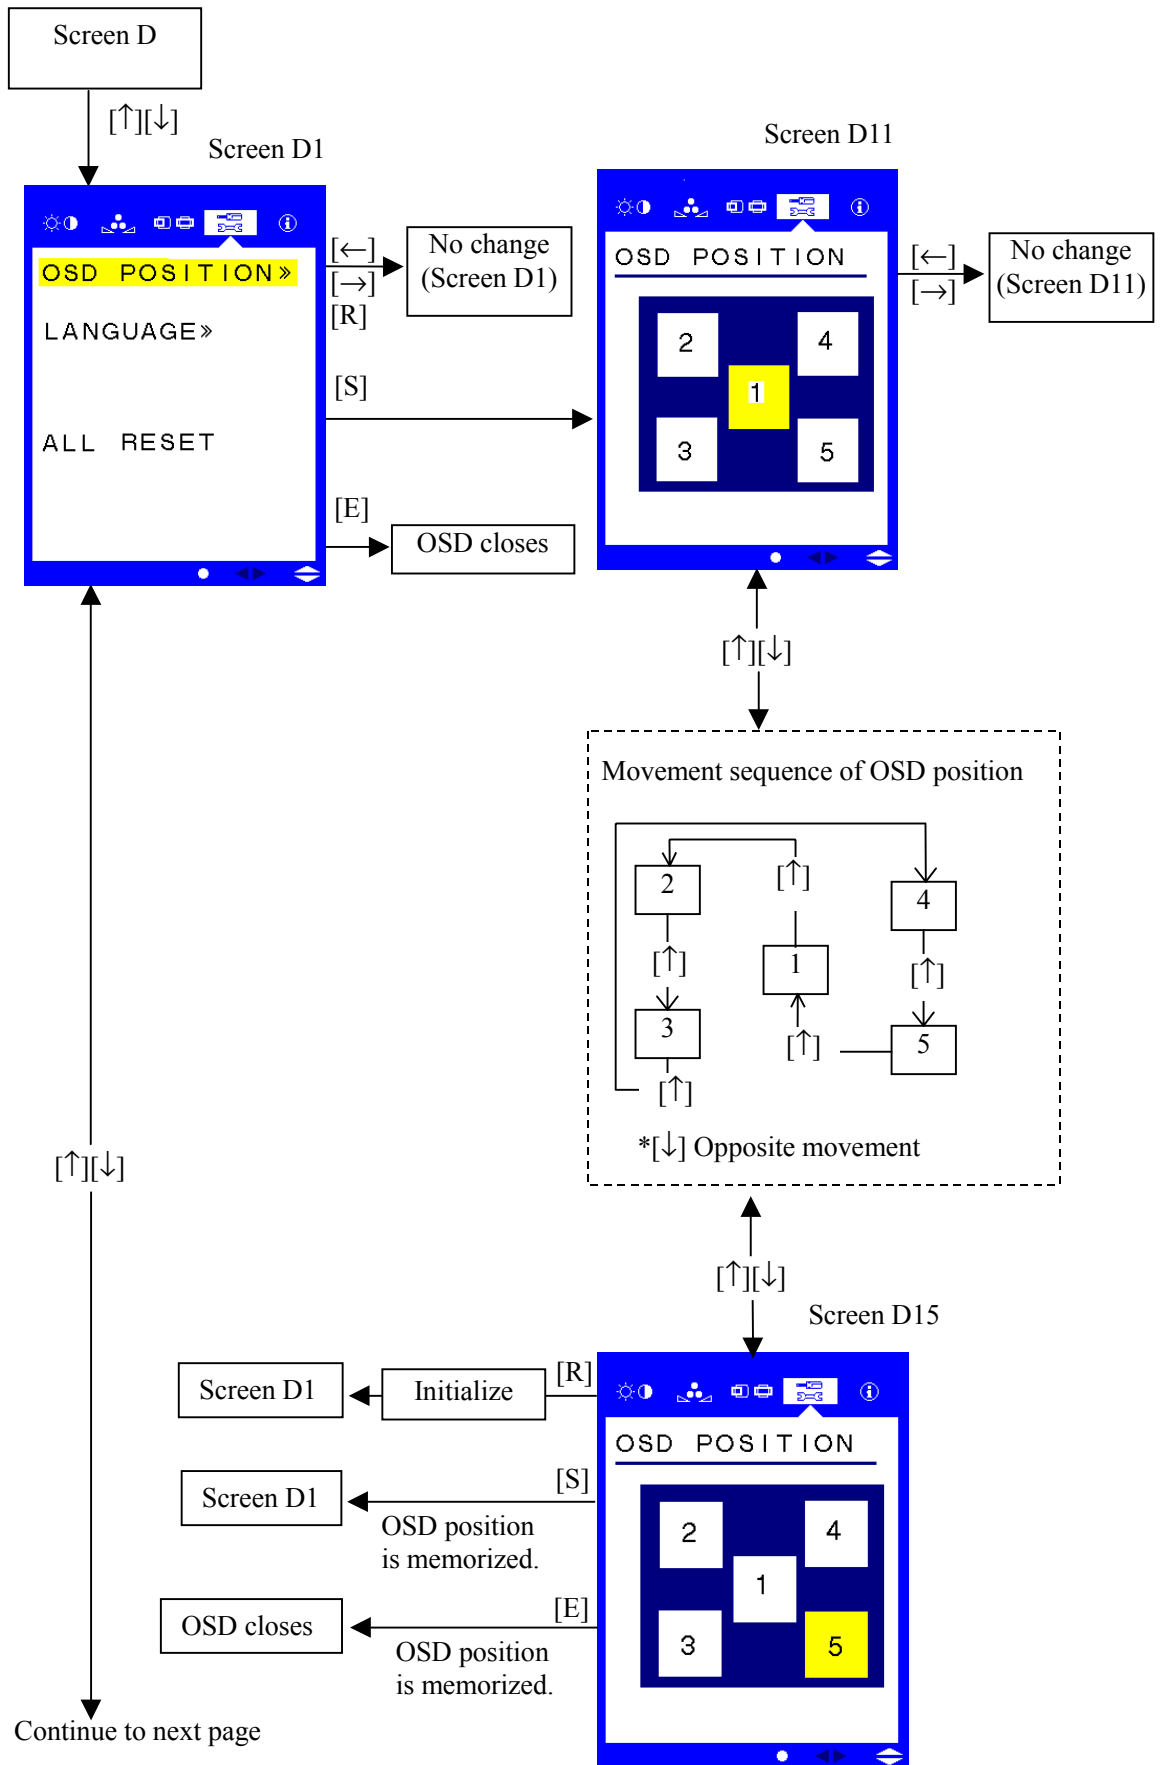 Screen D
[↑][↓]
Screen D1
OSD POSITION»
LANGUAGE»
ALL RESET
[←]
[→]
[R]
No change
(Screen D1)
[S]
[E]
OSD closes
Screen D11
OSD POSITION
2
4
1
3
5
[←]
[→]
No change
(Screen D11)
[↑][↓]
Movement sequence of OSD position
2
[↑]
4
[↑]
1
[↑]
3
[↑]
5
[↑]
*[↓] Opposite movement
[↑][↓]
[↑][↓]
Screen D15
Screen D1
Initialize
[R]
Screen D1
[S]
OSD position
is memorized.
OSD closes
[E]
OSD position
is memorized.
OSD POSITION
2
4
1
3
5
Continue to next page